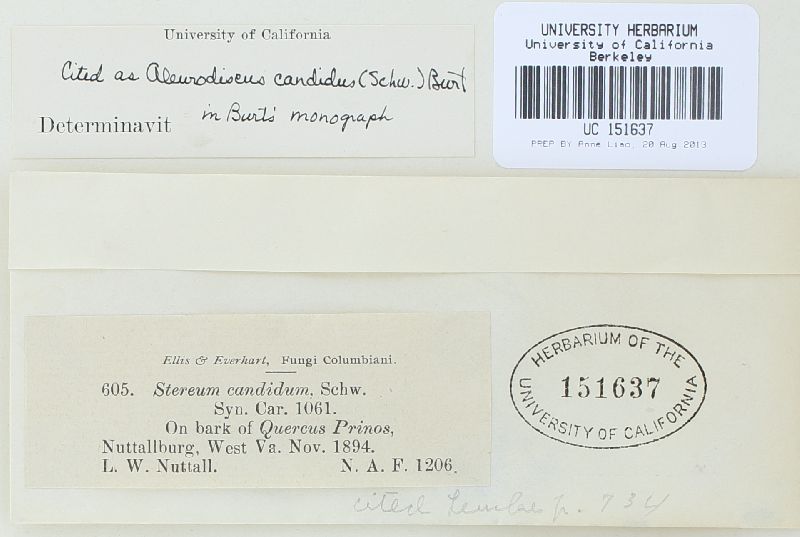 University of California
Cited as Aleurodiscus candidus (Schw.) Burt
in Burt's monograph
Determinavit
UNIVERSITY HERBARIUM
University of California
Berkeley
UC 151637
PREP BY Anne Liao, 20 Aug 2013
Ellis & Everhart, Fungi Columbiani.
605. Stereum candidum, Schw.
Syn. Car. 1061.
On bark of Quercus Prinos,
Nuttallburg, West Va. Nov. 1894.
L. W. Nuttall. N. A. F. 1206.
HERBARIUM OF THE
151637
UNIVERSITY OF CALIFORNIA
cited p. 734